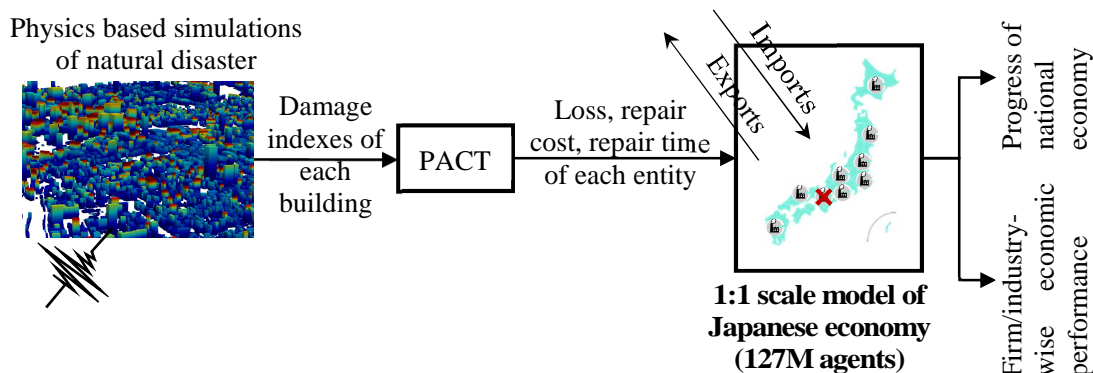 Physics based simulations
of natural disaster
Damage
indexes of
each
building
PACT
Loss, repair
cost, repair time
of each entity
Exports
Imports
1:1 scale model of
Japanese economy
(127M agents)
Progress of
national
economy
Firm/industry-
wise economic
performance